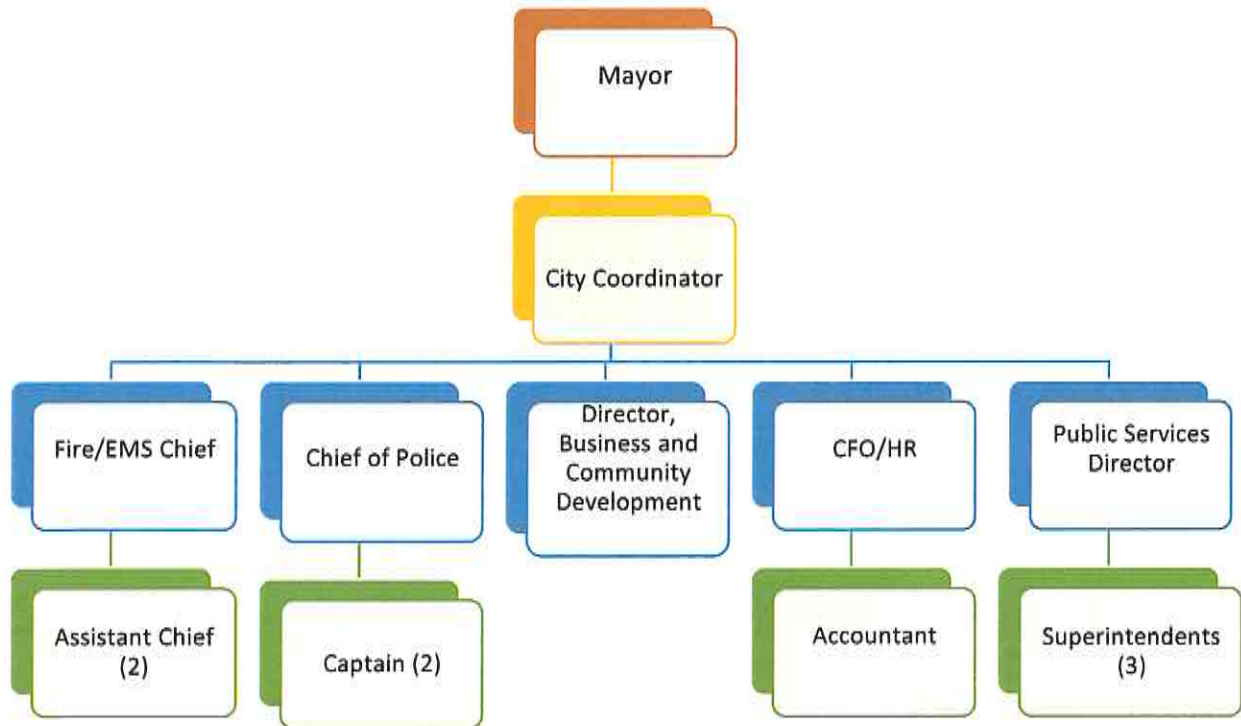 Mayor
City Coordinator
Fire/EMS Chief
Chief of Police
Director,
Business and
Community
Development
CFO/HR
Public Services
Director
Assistant Chief
(2)
Captain (2)
Accountant
Superintendents
(3)